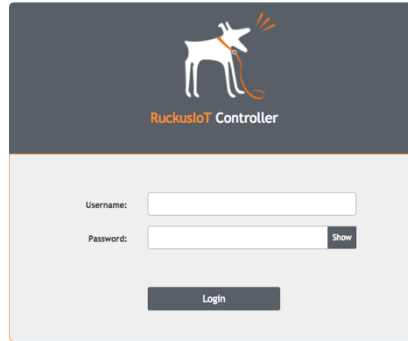 RuckusIoT Controller
Username:
Password:
Show
Login